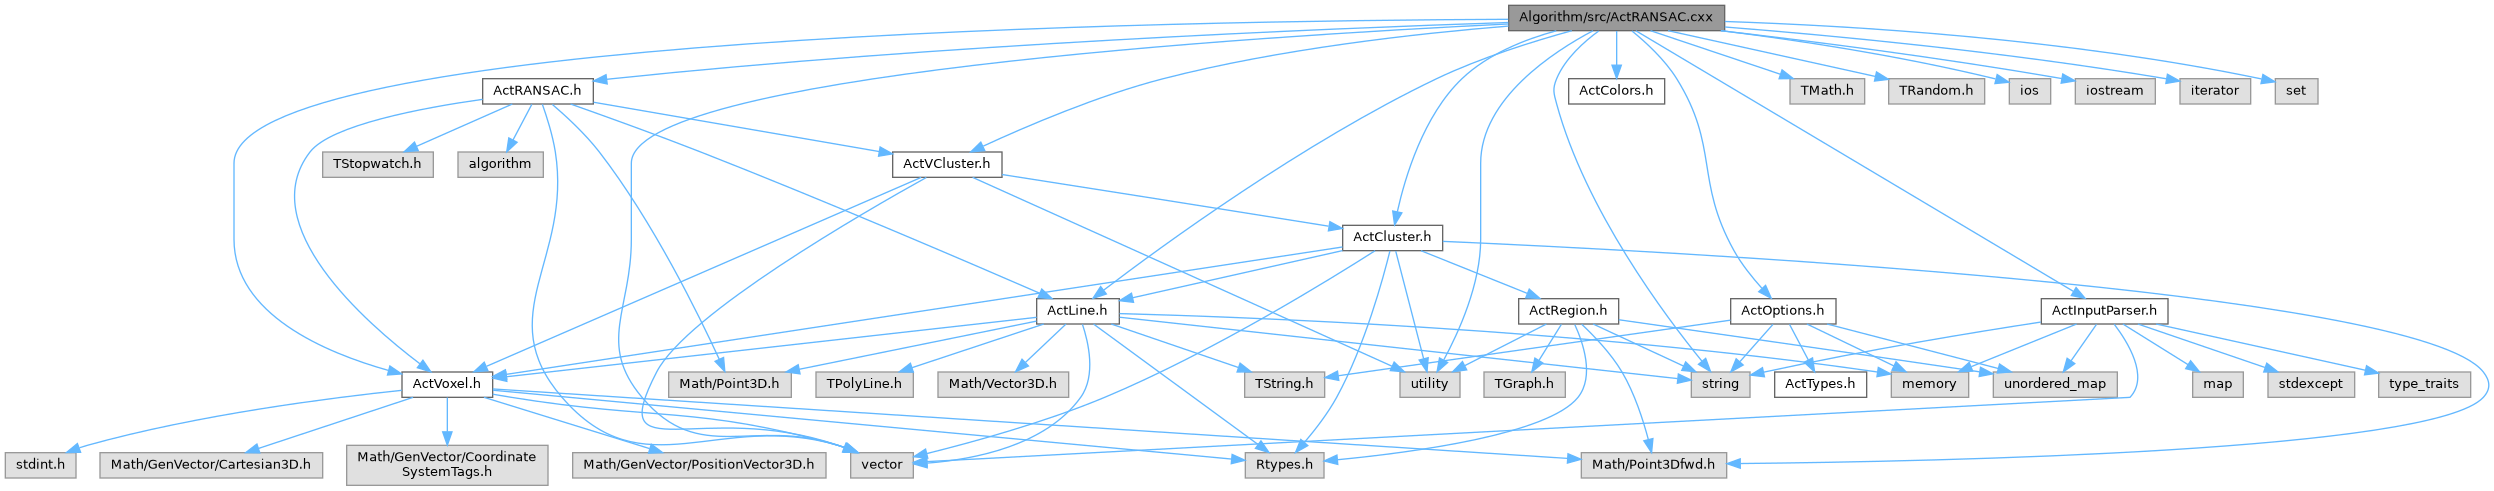 Algorithm/src/ActRANSAC.cxx
ActRANSAC.h
ActColors.h
TMath.h
TRandom.h
ios
iostream
iterator
set
TStopwatch.h
algorithm
ActVCluster.h
ActCluster.h
ActLine.h
ActRegion.h
ActOptions.h
ActInputParser.h
ActVoxel.h
Math/Point3D.h
TPolyLine.h
Math/Vector3D.h
TString.h
utility
TGraph.h
string
ActTypes.h
memory
unordered_map
map
stdexcept
type_traits
stdint.h
Math/GenVector/Cartesian3D.h
Math/GenVector/Coordinate
SystemTags.h
Math/GenVector/PositionVector3D.h
vector
Rtypes.h
Math/Point3Dfwd.h